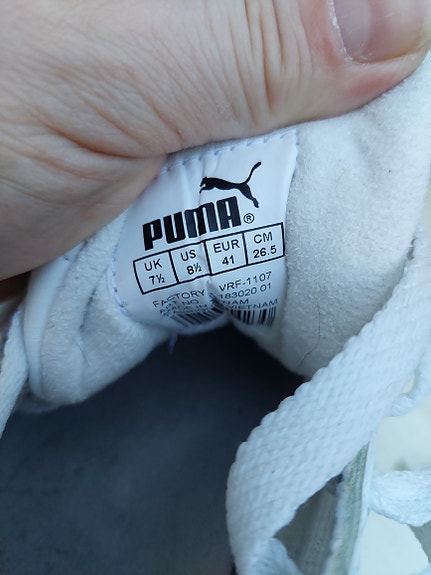 PUMA®
UK US EUR CM
7½ 8½ 41 26.5
FACTORY VRF-1107
183020 01
VIETNAM